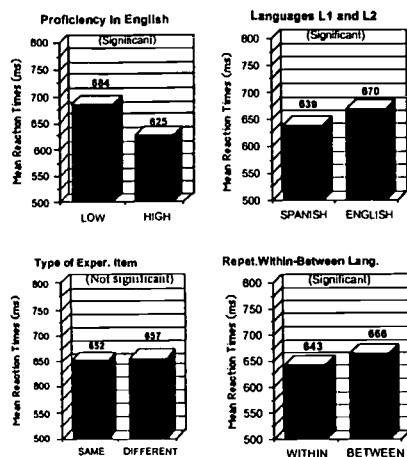 Proficiency in English
(Significant)
Mean Reaction Times (ms)
800
750
700
650
600
550
500
684
625
LOW
HIGH
Languages L1 and L2
(Significant)
Mean Reaction Times (ms)
800
750
700
650
600
550
500
639
670
SPANISH
ENGLISH
Type of Exper. Item
(Not significant)
Mean Reaction Times (ms)
800
750
700
650
600
550
500
652
657
SAME
DIFFERENT
Repet.Within-Between Lang.
(Significant)
Mean Reaction Times (ms)
800
750
700
650
600
550
500
643
666
WITHIN
BETWEEN